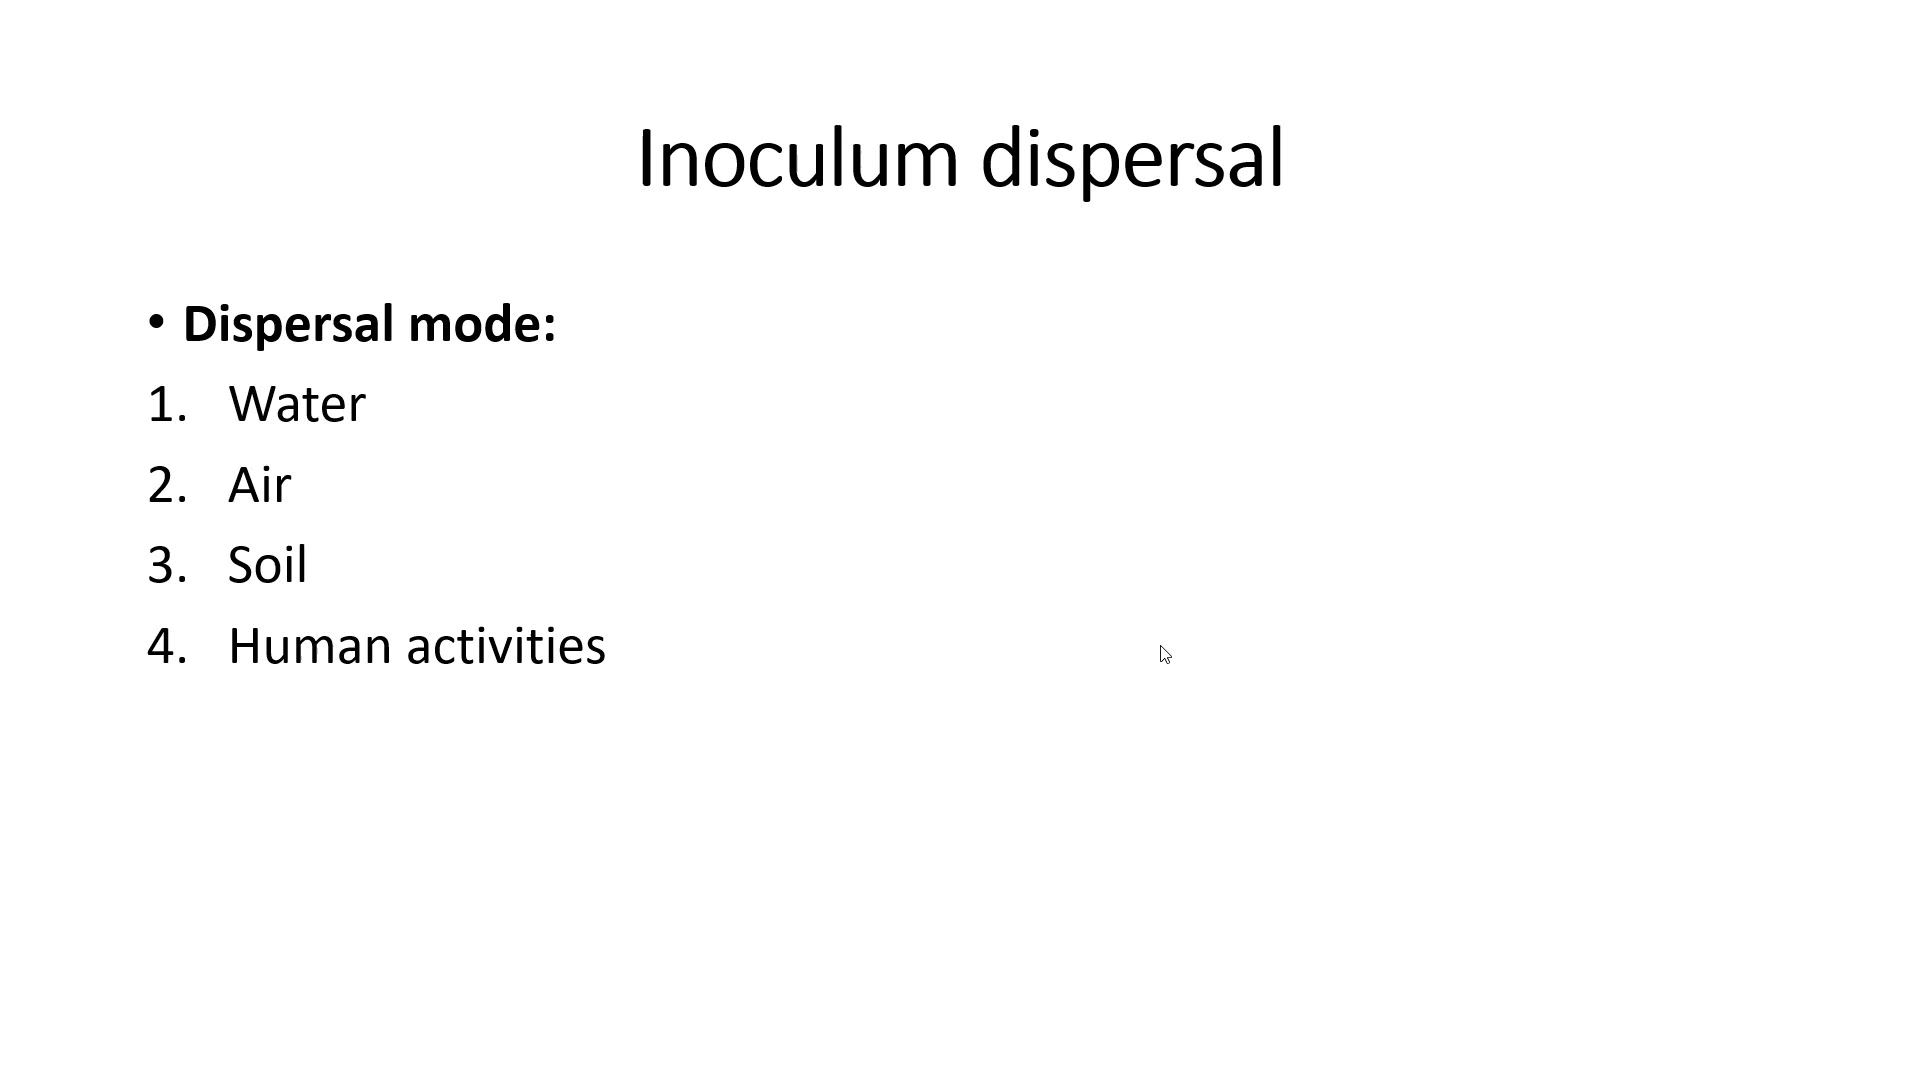 Inoculum dispersal
• Dispersal mode:
1. Water
2. Air
3. Soil
4. Human activities